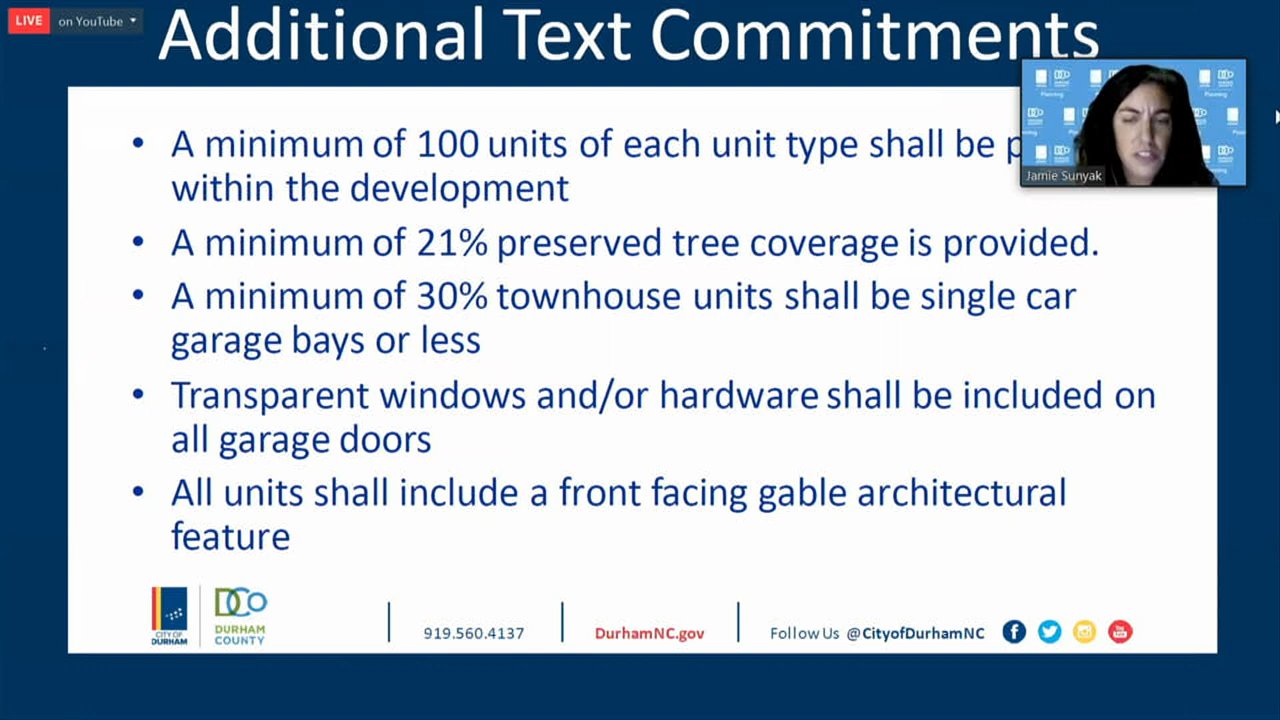 LIVE on YouTube
Additional Text Commitments
• A minimum of 100 units of each unit type shall be
within the development
• A minimum of 21% preserved tree coverage is provided.
• A minimum of 30% townhouse units shall be single car
garage bays or less
• Transparent windows and/or hardware shall be included on
all garage doors
• All units shall include a front facing gable architectural
feature
Jamie Sunyak
CITY OF
DURHAM
DCo
DURHAM
COUNTY
919.560.4137
DurhamNC.gov
Follow Us @CityofDurhamNC